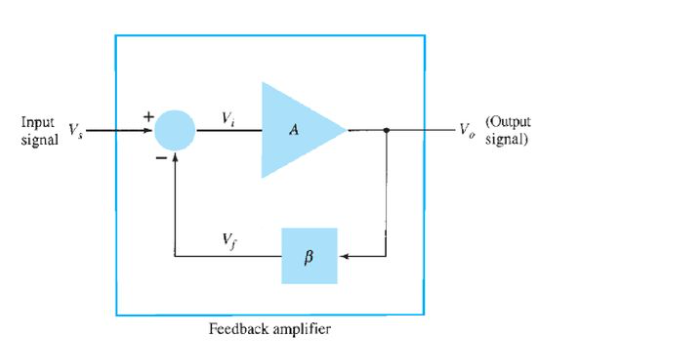 Input
signal
V_s
+
V_i
A
V_o
(Output
signal)
−
V_f
β
Feedback amplifier